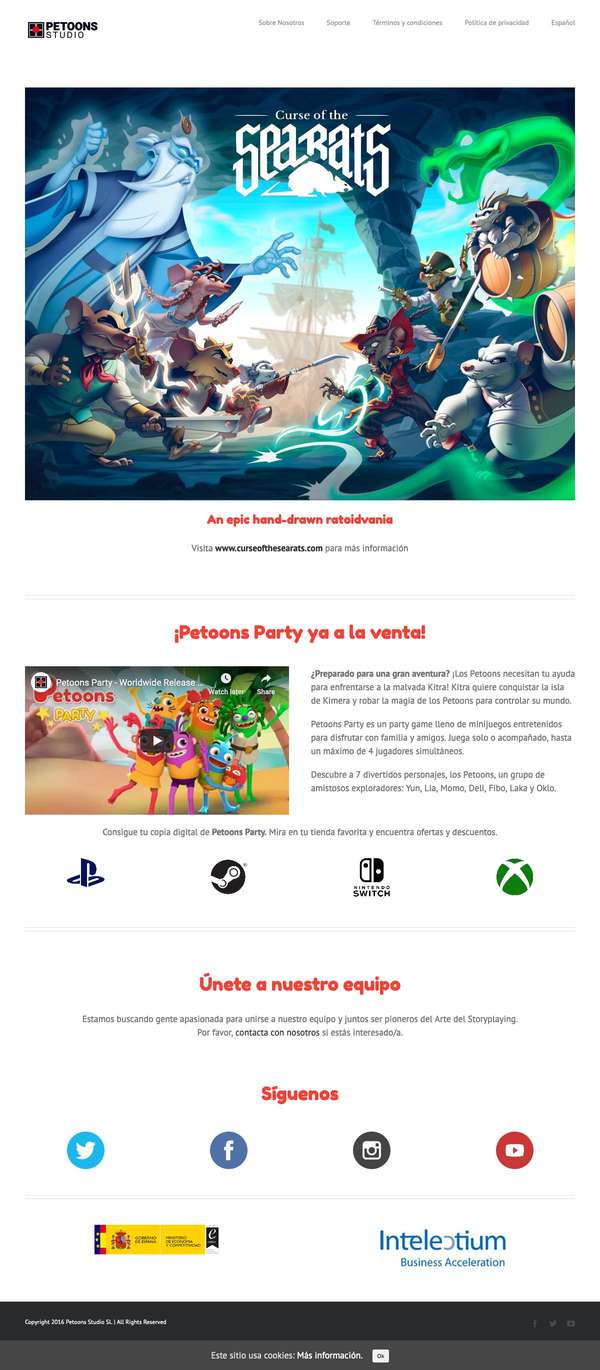 PETOONS
STUDIO
Sobre Nosotros
Soporte
Términos y condiciones
Política de privacidad
Español
Curse of the
Sea Rats
An epic hand-drawn ratoidvania
Visita www.curseofthesearats.com para más información
¡Petoons Party ya a la venta!
Petoons Party - Worldwide Release ...
Watch later
Share
Petoons
PARTY
¿Preparado para una gran aventura? ¡Los Petoons necesitan tu ayuda
para enfrentarse a la malvada Kitra! Kitra quiere conquistar la isla
de Kimera y robar la magia de los Petoons para controlar su mundo.
Petoons Party es un party game lleno de minijuegos entretenidos
para disfrutar con familia y amigos. Juega solo o acompañado, hasta
un máximo de 4 jugadores simultáneos.
Descubre a 7 divertidos personajes, los Petoons, un grupo de
amistosos exploradores: Yun, Lia, Momo, Deli, Fibo, Laka y Oklo.
Consigue tu copia digital de Petoons Party. Mira en tu tienda favorita y encuentra ofertas y descuentos.
NINTENDO
SWITCH
Únete a nuestro equipo
Estamos buscando gente apasionada para unirse a nuestro equipo y juntos ser pioneros del Arte del Storyplaying.
Por favor, contacta con nosotros si estás interesado/a.
Síguenos
GOBIERNO
DE ESPAÑA
MINISTERIO
DE ECONOMÍA
Y COMPETITIVIDAD
Intelectium
Business Acceleration
Copyright 2016 Petoons Studio SL | All Rights Reserved
Este sitio usa cookies: Más información.
Ok